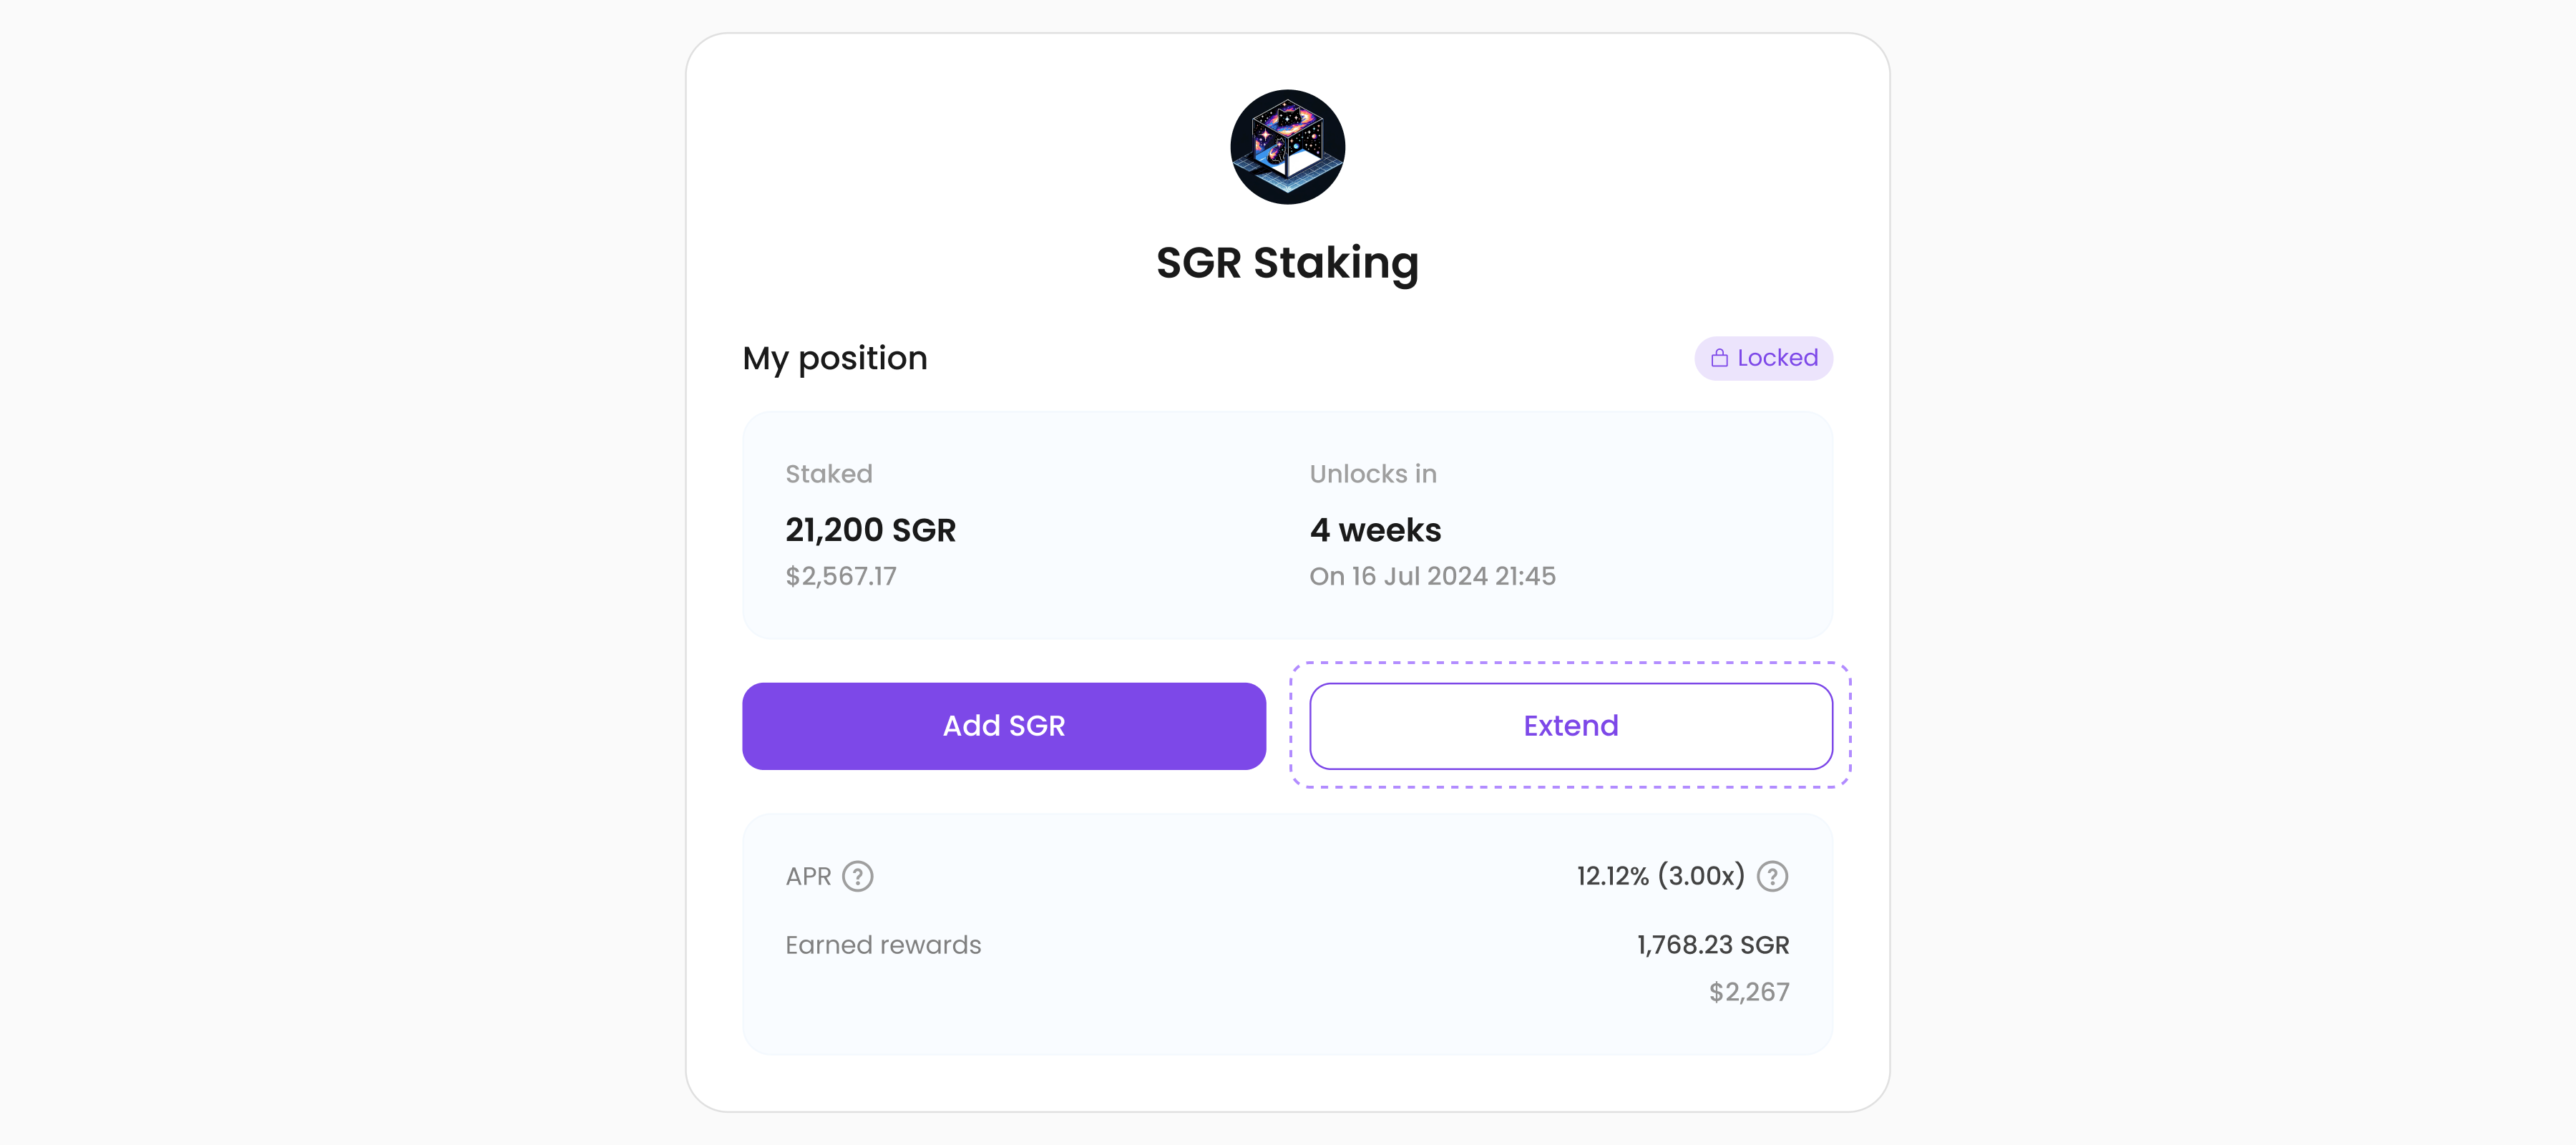 SGR Staking
My position
Locked
Staked
Unlocks in
21,200 SGR
4 weeks
$2,567.17
On 16 Jul 2024 21:45
Add SGR
Extend
APR ?
12.12% (3.00x) ?
Earned rewards
1,768.23 SGR
$2,267